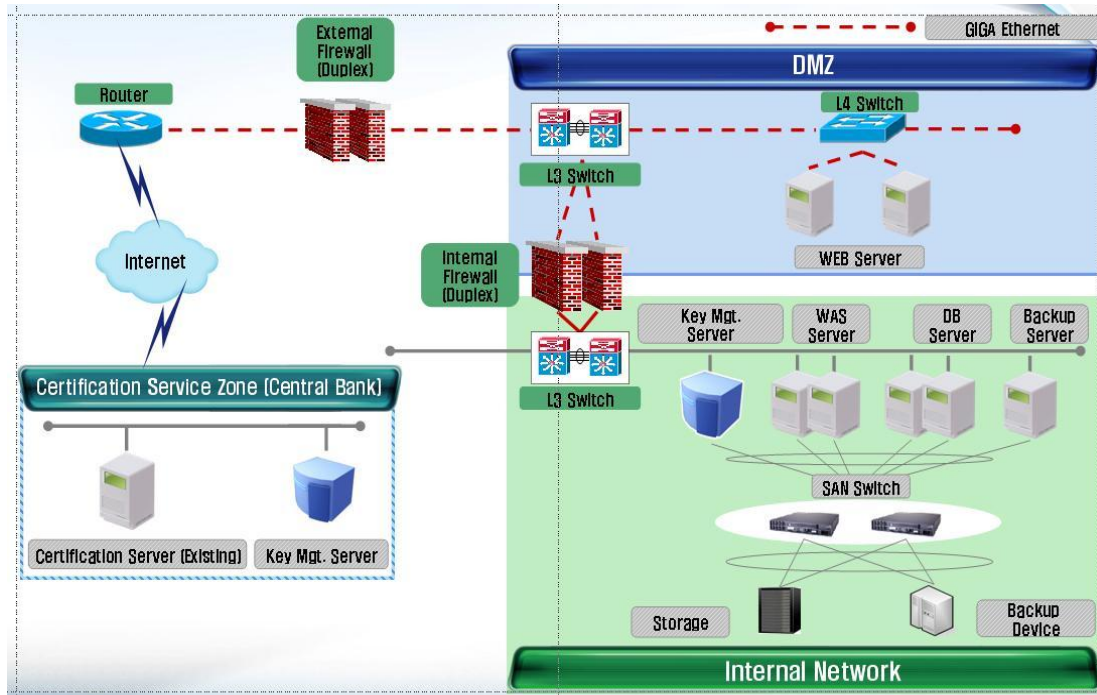 External
Firewall
(Duplex)
GIGA Ethernet
DMZ
Router
L4 Switch
L3 Switch
Internet
Internal
Firewall
(Duplex)
WEB Server
Key Mgt.
Server
WAS
Server
DB
Server
Backup
Server
Certification Service Zone (Central Bank)
L3 Switch
SAN Switch
Certification Server (Existing)
Key Mgt. Server
Storage
Backup
Device
Internal Network